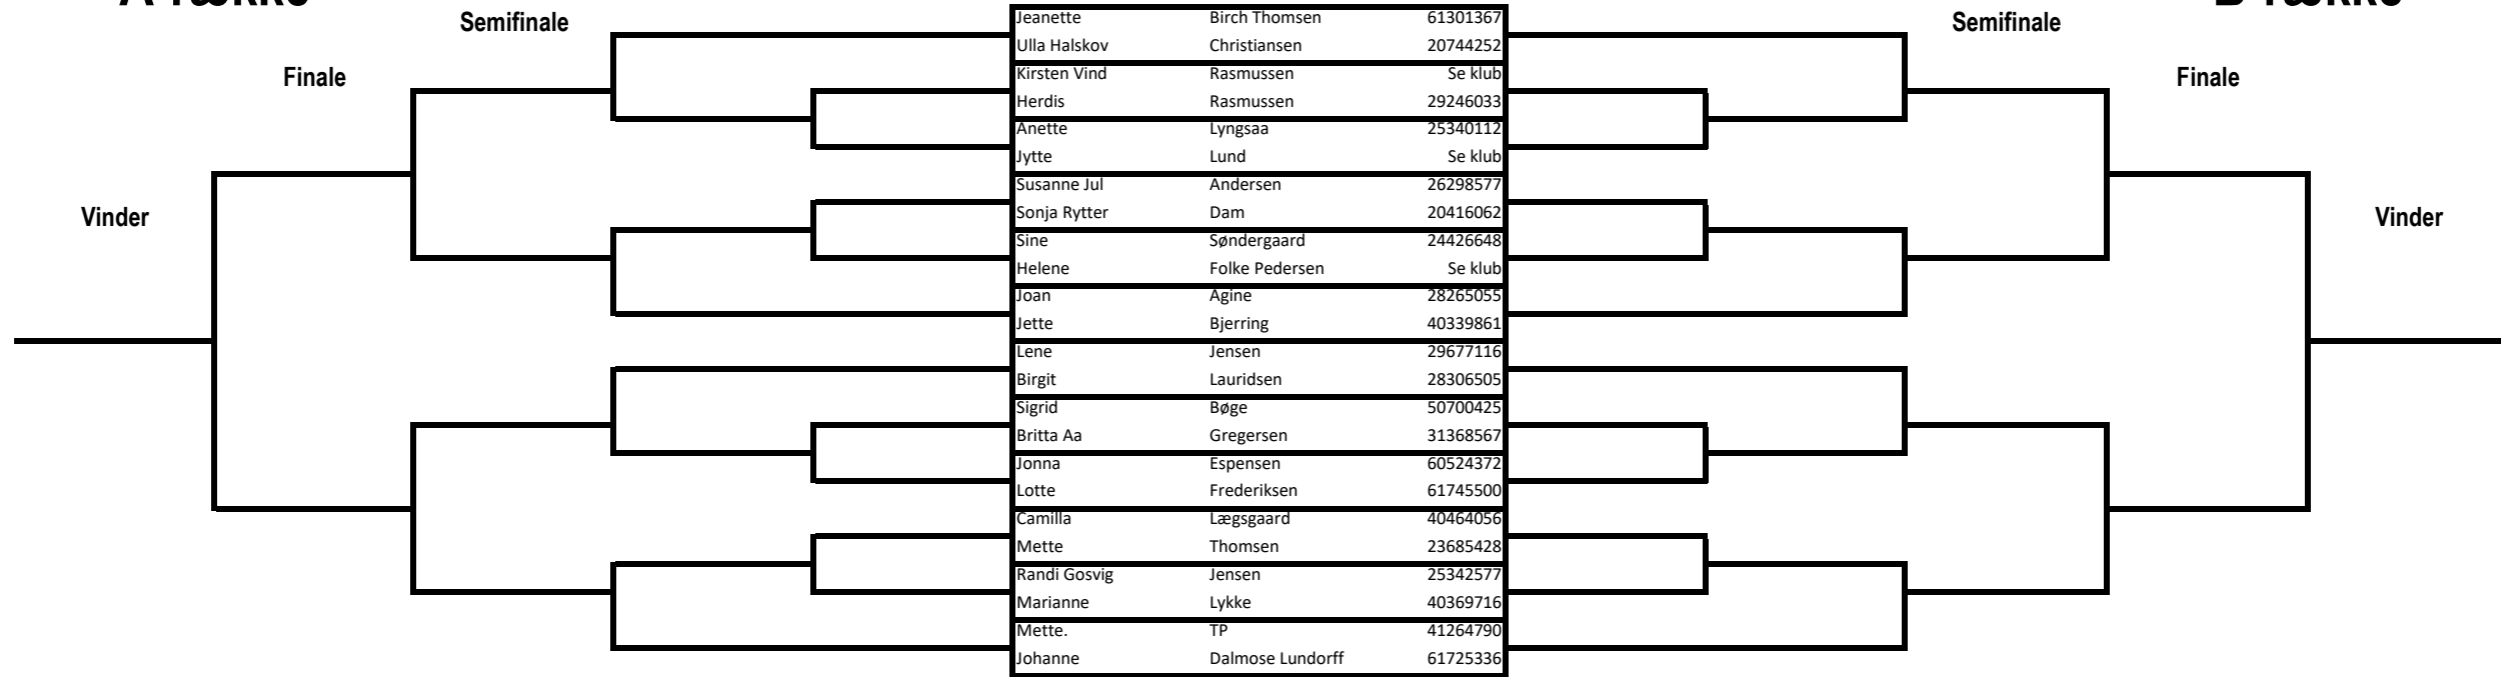 Semifinale
Semifinale
Finale
Finale
Vinder
Vinder
Jeanette Birch Thomsen 61301367
Ulla Halskov Christiansen 20744252
Kirsten Vind Rasmussen Se klub
Herdis Rasmussen 29246033
Anette Lyngsaa 25340112
Jytte Lund Se klub
Susanne Jul Andersen 26298577
Sonja Rytter Dam 20416062
Sine Søndergaard 24426648
Helene Folke Pedersen Se klub
Joan Agine 28265055
Jette Bjerring 40339861
Lene Jensen 29677116
Birgit Lauridsen 28306505
Sigrid Bøge 50700425
Britta Aa Gregersen 31368567
Jonna Espensen 60524372
Lotte Frederiksen 61745500
Camilla Lægsgaard 40464056
Mette Thomsen 23685428
Randi Gosvig Jensen 25342577
Marianne Lykke 40369716
Mette. TP 41264790
Johanne Dalmose Lundorff 61725336